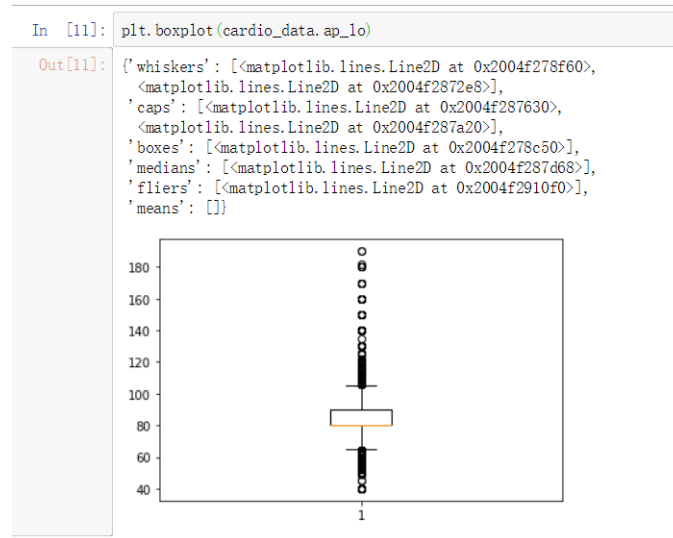 In [11]: plt.boxplot(cardio_data.ap_lo)
Out[11]: {'whiskers': [<matplotlib.lines.Line2D at 0x2004f278f60>,
<matplotlib.lines.Line2D at 0x2004f2872e8>],
'caps': [<matplotlib.lines.Line2D at 0x2004f287630>,
<matplotlib.lines.Line2D at 0x2004f287a20>],
'boxes': [<matplotlib.lines.Line2D at 0x2004f278c50>],
'medians': [<matplotlib.lines.Line2D at 0x2004f287d68>],
'fliers': [<matplotlib.lines.Line2D at 0x2004f2910f0>],
'means': []}
180
160
140
120
100
80
60
40
1